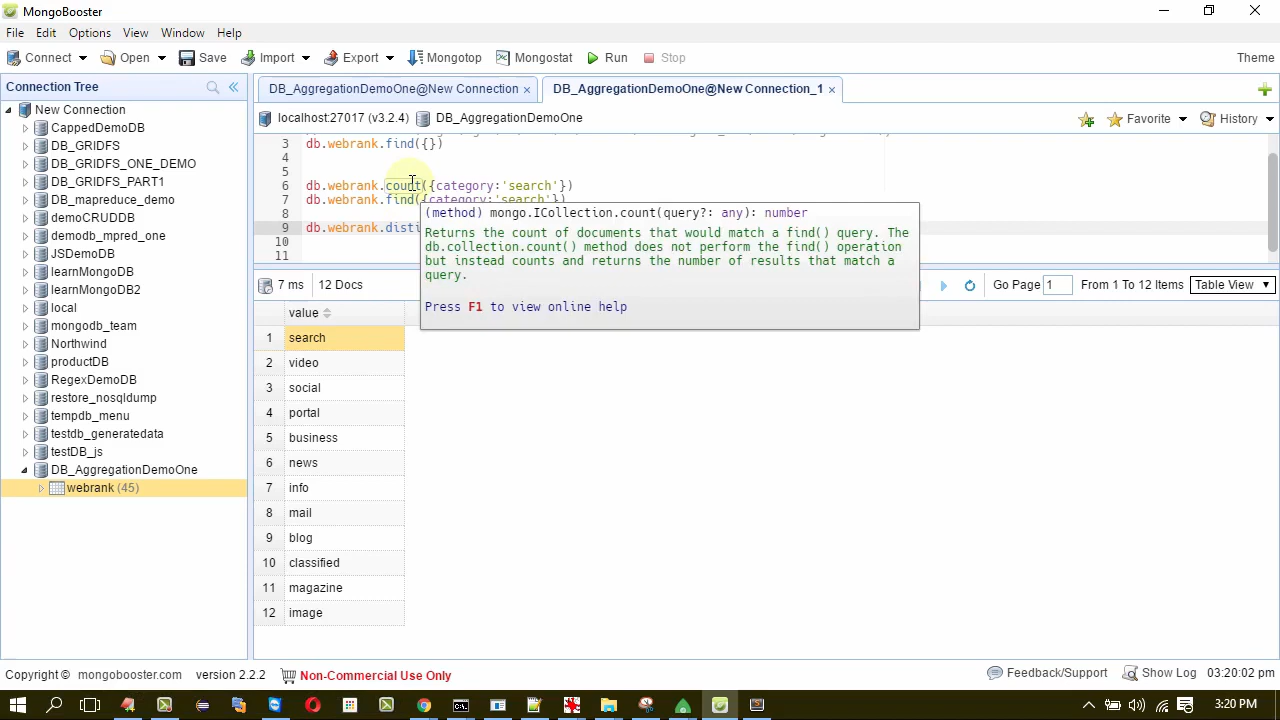 MongoBooster
File Edit Options View Window Help
Connect Open Save Import Export Mongotop Mongostat Run Stop Theme
Connection Tree
DB_AggregationDemoOne@New Connection × DB_AggregationDemoOne@New Connection_1 ×
localhost:27017 (v3.2.4) DB_AggregationDemoOne Favorite History
New Connection
CappedDemoDB
DB_GRIDFS
DB_GRIDFS_ONE_DEMO
DB_GRIDFS_PART1
DB_mapreduce_demo
demoCRUDDB
demodb_mpred_one
JSDemoDB
learnMongoDB
learnMongoDB2
local
mongodb_team
Northwind
productDB
RegexDemoDB
restore_nosqldump
tempdb_menu
testdb_generatedata
testDB_js
DB_AggregationDemoOne
webrank (45)
3 db.webrank.find({})
4
5
6 db.webrank.count({category:'search'})
7 db.webrank.find({category:'search'})
8
9 db.webrank.disti
10
11
(method) mongo.ICollection.count(query?: any): number
Returns the count of documents that would match a find() query. The
db.collection.count() method does not perform the find() operation
but instead counts and returns the number of results that match a
query.
Press F1 to view online help
7 ms 12 Docs Go Page 1 From 1 To 12 Items Table View
value
1 search
2 video
3 social
4 portal
5 business
6 news
7 info
8 mail
9 blog
10 classified
11 magazine
12 image
Copyright © mongobooster.com version 2.2.2 Non-Commercial Use Only Feedback/Support Show Log 03:20:02 pm
3:20 PM